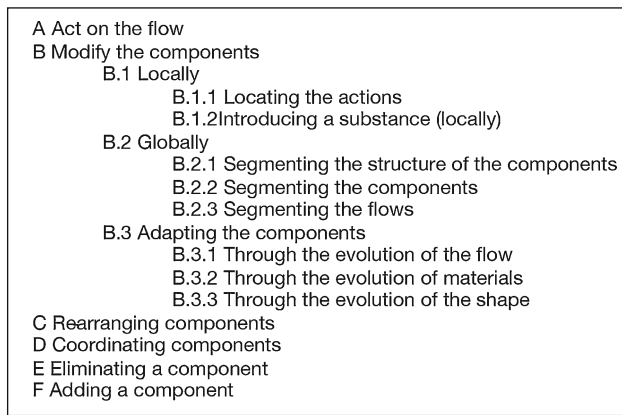 A Act on the flow
B Modify the components
B.1 Locally
B.1.1 Locating the actions
B.1.2Introducing a substance (locally)
B.2 Globally
B.2.1 Segmenting the structure of the components
B.2.2 Segmenting the components
B.2.3 Segmenting the flows
B.3 Adapting the components
B.3.1 Through the evolution of the flow
B.3.2 Through the evolution of materials
B.3.3 Through the evolution of the shape
C Rearranging components
D Coordinating components
E Eliminating a component
F Adding a component